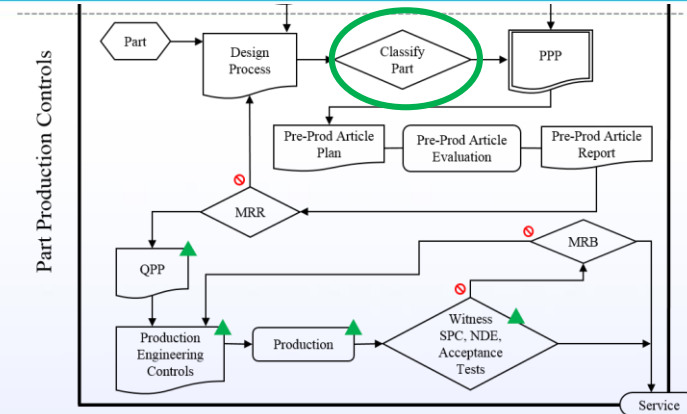 Part Production Controls
Part
Design
Process
Classify
Part
PPP
Pre-Prod Article
Plan
Pre-Prod Article
Evaluation
Pre-Prod Article
Report
MRR
MRB
QPP
Production
Engineering
Controls
Production
Witness
SPC, NDE,
Acceptance
Tests
Service